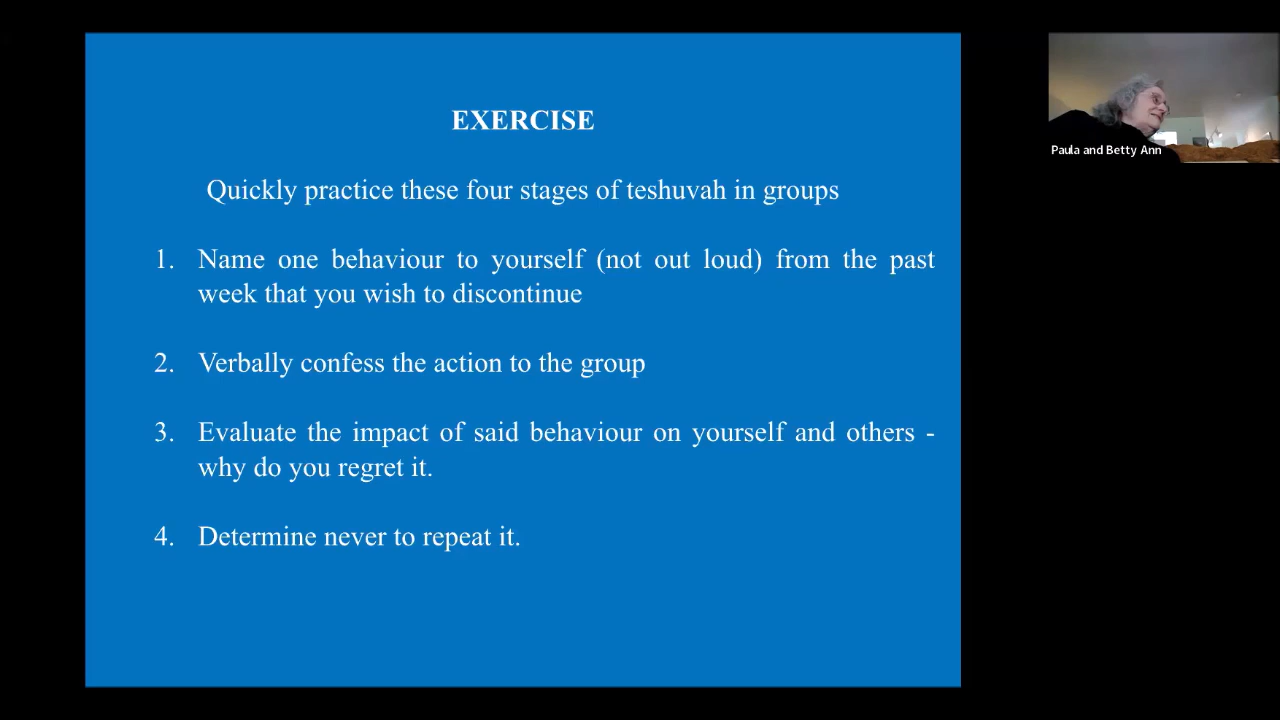 EXERCISE
Quickly practice these four stages of teshuvah in groups
1. Name one behaviour to yourself (not out loud) from the past
week that you wish to discontinue
2. Verbally confess the action to the group
3. Evaluate the impact of said behaviour on yourself and others -
why do you regret it.
4. Determine never to repeat it.
Paula and Betty Ann